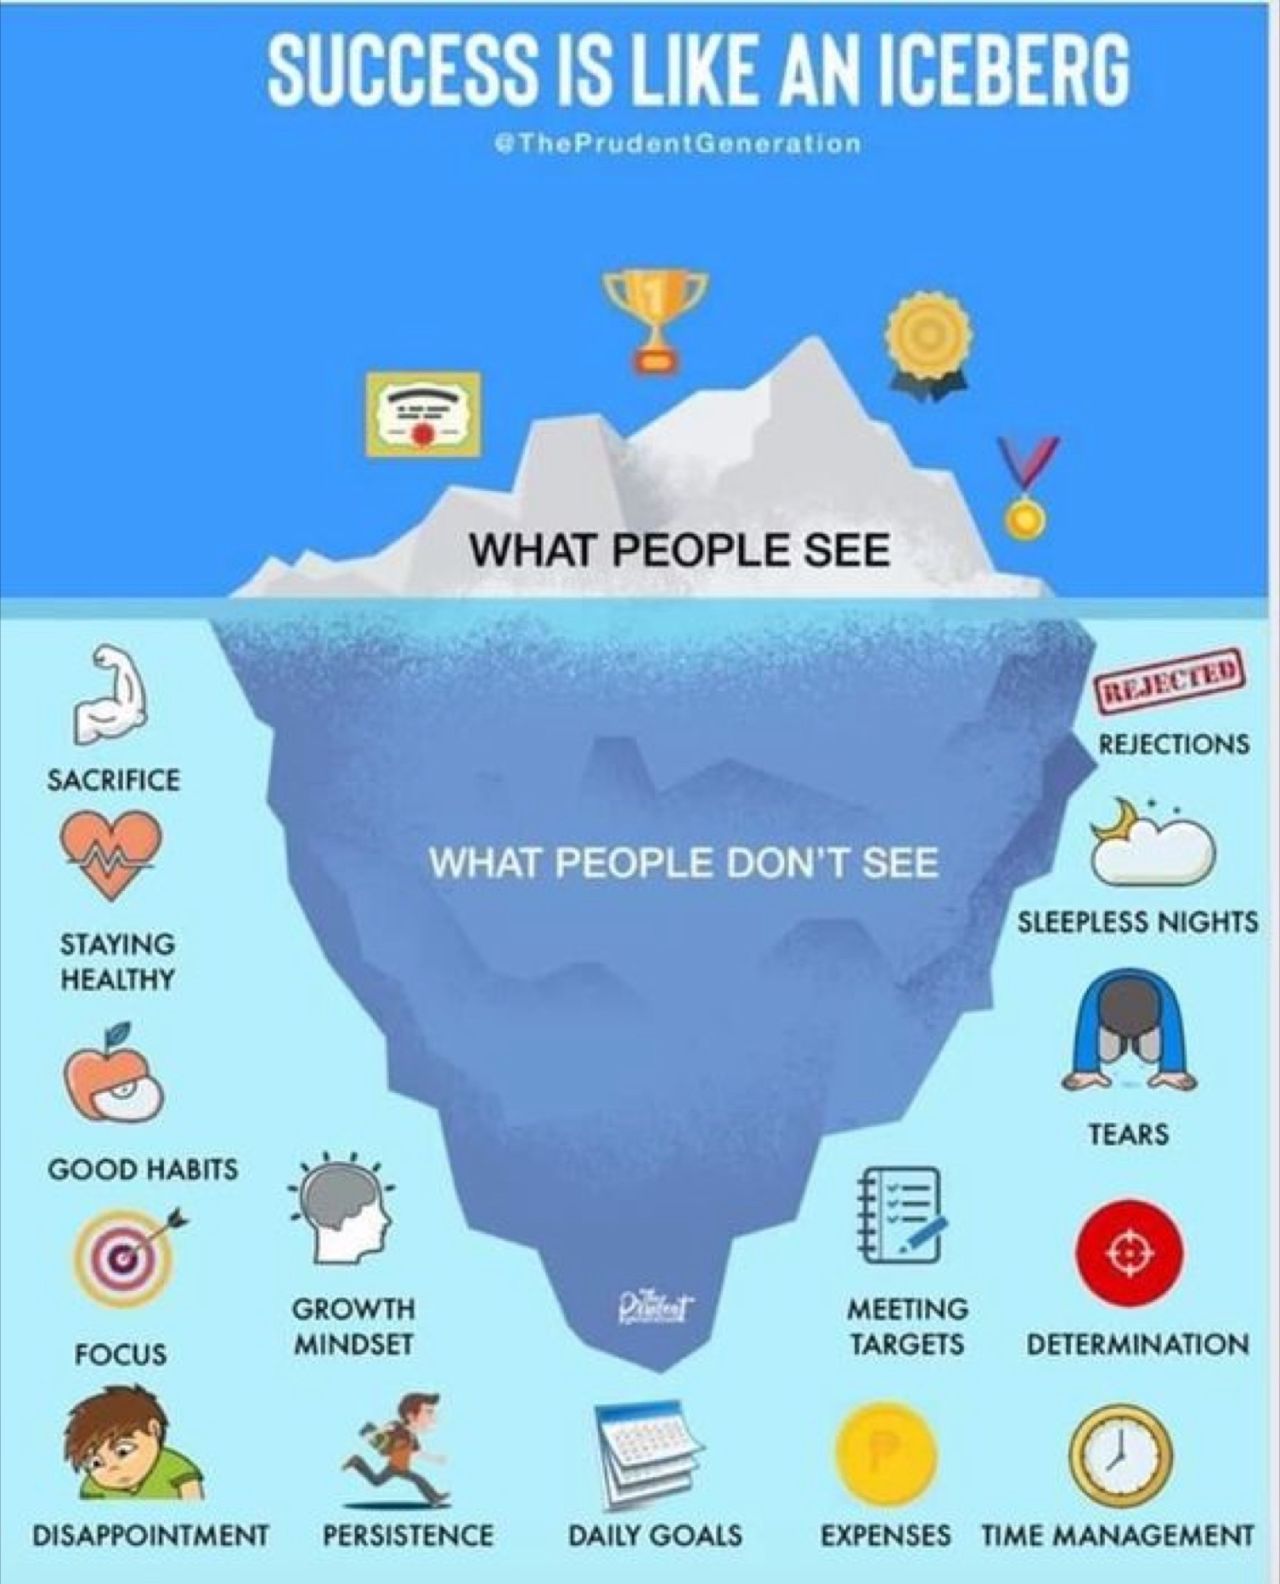 SUCCESS IS LIKE AN ICEBERG
@ThePrudentGeneration
1
WHAT PEOPLE SEE
WHAT PEOPLE DON'T SEE
SACRIFICE
STAYING
HEALTHY
GOOD HABITS
FOCUS
GROWTH
MINDSET
REJECTED
REJECTIONS
SLEEPLESS NIGHTS
TEARS
MEETING
TARGETS
DETERMINATION
The
Prudent
DISAPPOINTMENT
PERSISTENCE
DAILY GOALS
P
EXPENSES
TIME MANAGEMENT